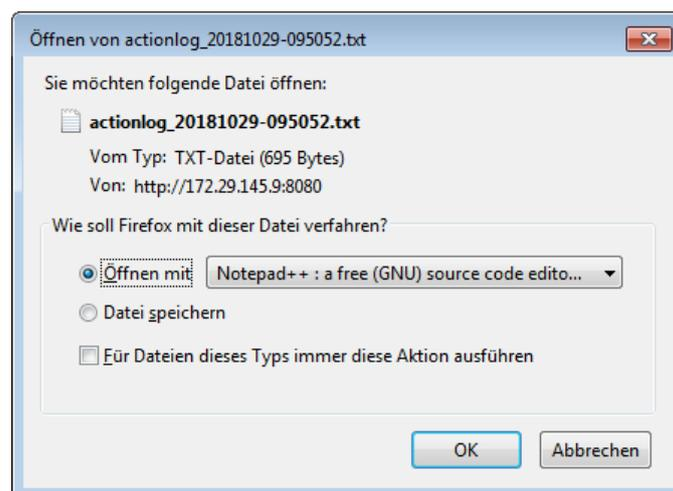 Öffnen von actionlog_20181029-095052.txt
Sie möchten folgende Datei öffnen:
actionlog_20181029-095052.txt
Vom Typ: TXT-Datei (695 Bytes)
Von: http://172.29.145.9:8080
Wie soll Firefox mit dieser Datei verfahren?
Öffnen mit Notepad++ : a free (GNU) source code edito...
Datei speichern
Für Dateien dieses Typs immer diese Aktion ausführen
OK Abbrechen